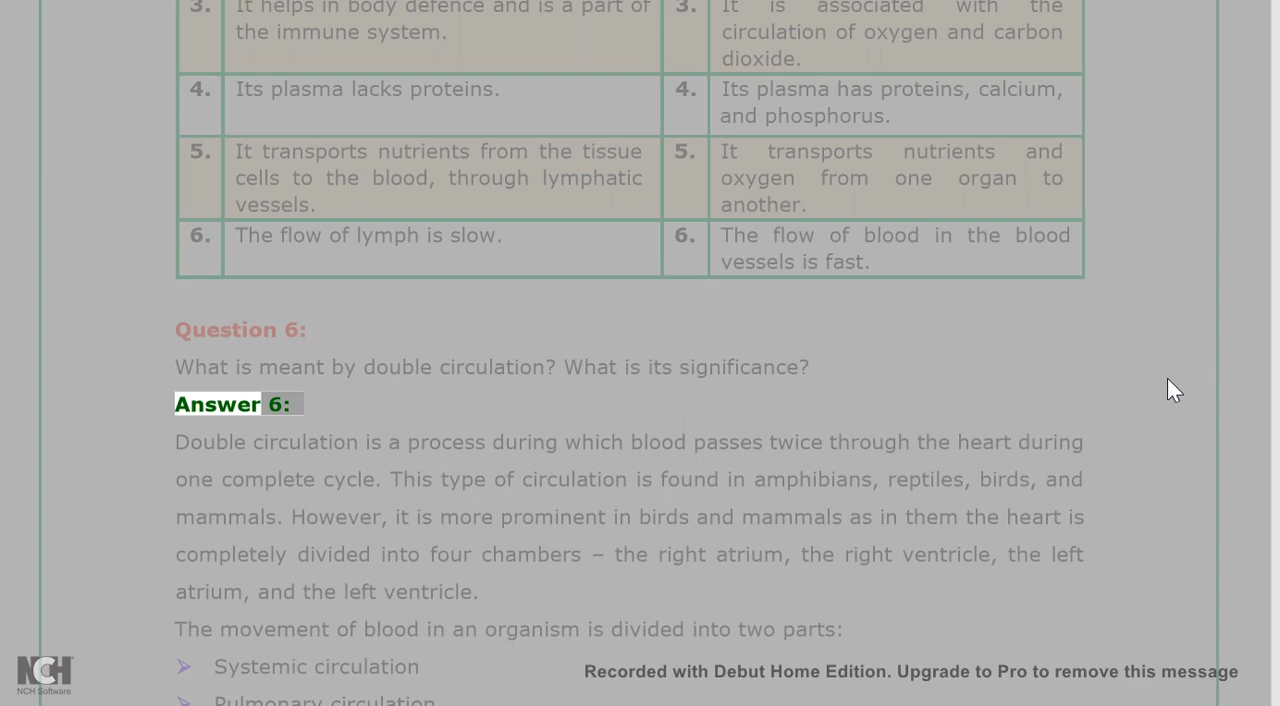 3. It helps in body defence and is a part of the immune system.
3. It is associated with the circulation of oxygen and carbon dioxide.
4. Its plasma lacks proteins.
4. Its plasma has proteins, calcium, and phosphorus.
5. It transports nutrients from the tissue cells to the blood, through lymphatic vessels.
5. It transports nutrients and oxygen from one organ to another.
6. The flow of lymph is slow.
6. The flow of blood in the blood vessels is fast.
Question 6:
What is meant by double circulation? What is its significance?
Answer 6:
Double circulation is a process during which blood passes twice through the heart during
one complete cycle. This type of circulation is found in amphibians, reptiles, birds, and
mammals. However, it is more prominent in birds and mammals as in them the heart is
completely divided into four chambers – the right atrium, the right ventricle, the left
atrium, and the left ventricle.
The movement of blood in an organism is divided into two parts:
Systemic circulation
Pulmonary circulation
NCH
NCH Software
Recorded with Debut Home Edition. Upgrade to Pro to remove this message